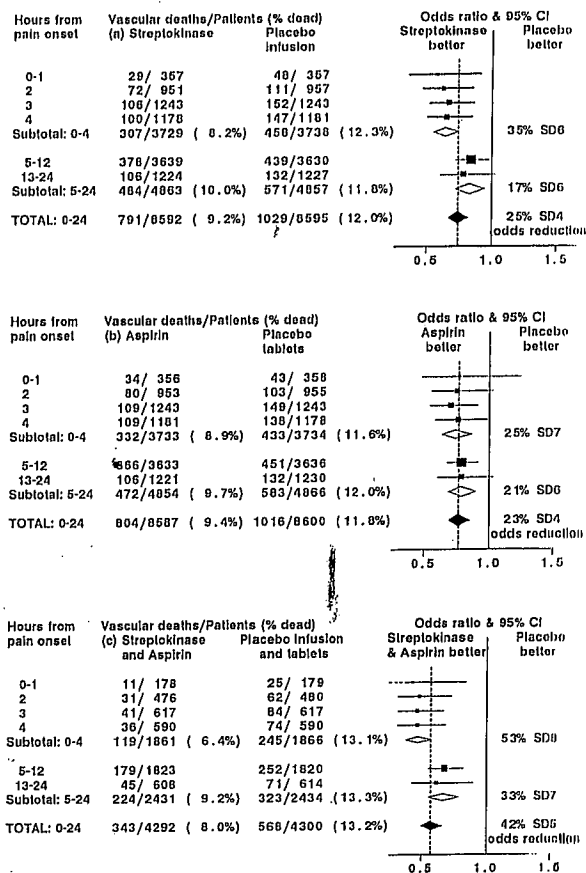 Hours from Vascular deaths/Patients (% dead) Odds ratio & 95% CI
pain onset (a) Streptokinase Placebo infusion Streptokinase better Placebo better
0-1 29/ 357 48/ 357
2 72/ 951 111/ 957
3 106/1243 152/1243
4 100/1178 147/1181
Subtotal: 0-4 307/3729 ( 8.2%) 458/3738 (12.3%) 35% SD6
5-12 378/3639 439/3630
13-24 106/1224 132/1227
Subtotal: 5-24 484/4863 (10.0%) 571/4857 (11.8%) 17% SD6
TOTAL: 0-24 791/8592 ( 9.2%) 1029/8595 (12.0%) 25% SD4
odds reduction
0.5 1.0 1.5
Hours from Vascular deaths/Patients (% dead) Odds ratio & 95% CI
pain onset (b) Aspirin Placebo tablets Aspirin better Placebo better
0-1 34/ 356 43/ 358
2 80/ 953 103/ 955
3 109/1243 149/1243
4 109/1181 138/1178
Subtotal: 0-4 332/3733 ( 8.9%) 433/3734 (11.6%) 25% SD7
5-12 366/3633 451/3636
13-24 106/1221 132/1230
Subtotal: 5-24 472/4854 ( 9.7%) 583/4866 (12.0%) 21% SD6
TOTAL: 0-24 804/8587 ( 9.4%) 1016/8600 (11.8%) 23% SD4
odds reduction
0.5 1.0 1.5
Hours from Vascular deaths/Patients (% dead) Odds ratio & 95% CI
pain onset (c) Streptokinase and Aspirin Placebo infusion and tablets Streptokinase & Aspirin better Placebo better
0-1 11/ 178 25/ 179
2 31/ 476 62/ 480
3 41/ 617 84/ 617
4 36/ 590 74/ 590
Subtotal: 0-4 119/1861 ( 6.4%) 245/1866 (13.1%) 53% SD8
5-12 179/1823 252/1820
13-24 45/ 608 71/ 614
Subtotal: 5-24 224/2431 ( 9.2%) 323/2434 (13.3%) 33% SD7
TOTAL: 0-24 343/4292 ( 8.0%) 568/4300 (13.2%) 42% SD5
odds reduction
0.5 1.0 1.5